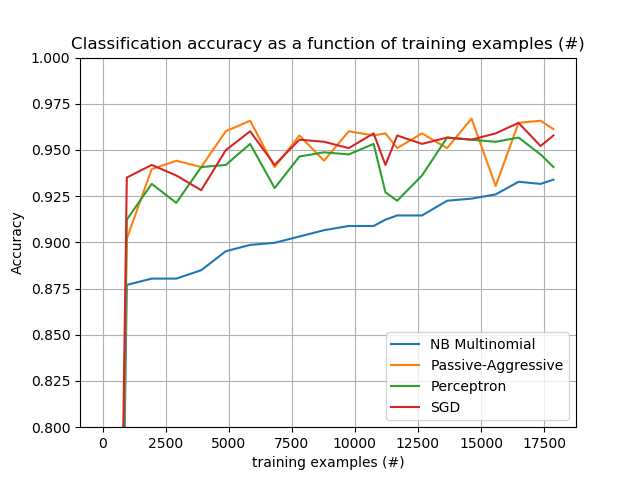 Classification accuracy as a function of training examples (#)
1.000
0.975
0.950
0.925
0.900
0.875
0.850
0.825
0.800
Accuracy
NB Multinomial
Passive-Aggressive
Perceptron
SGD
0 2500 5000 7500 10000 12500 15000 17500
training examples (#)